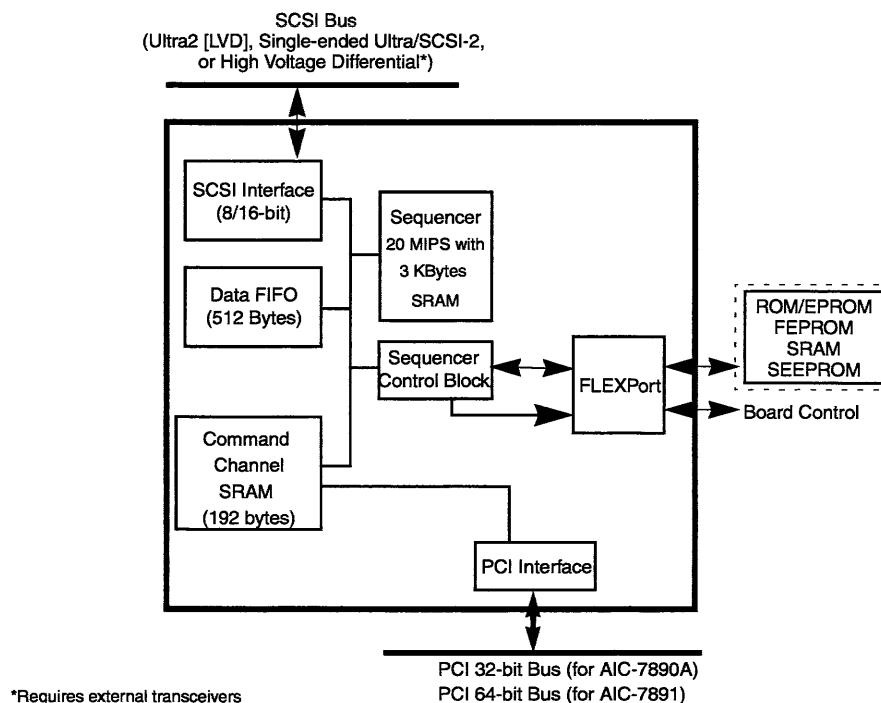 SCSI Bus
(Ultra2 [LVD], Single-ended Ultra/SCSI-2,
or High Voltage Differential*)
SCSI Interface
(8/16-bit)
Sequencer
20 MIPS with
3 KBytes
SRAM
Data FIFO
(512 Bytes)
Sequencer
Control Block
FLEXPort
ROM/EPROM
FEPROM
SRAM
SEEPROM
Board Control
Command
Channel
SRAM
(192 bytes)
PCI Interface
PCI 32-bit Bus (for AIC-7890A)
PCI 64-bit Bus (for AIC-7891)
*Requires external transceivers